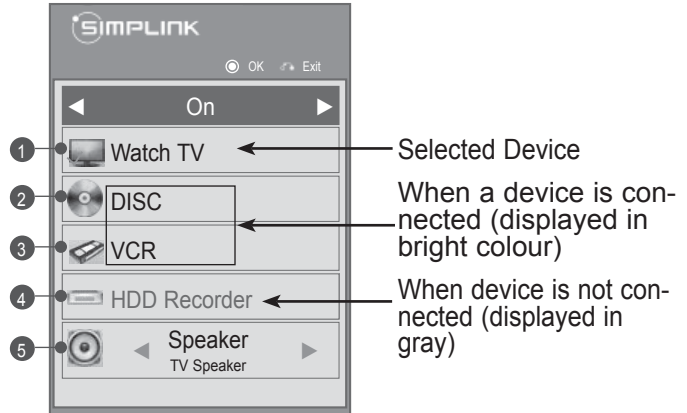 SIMPLINK
OK Exit
On
1 Watch TV
Selected Device
2 DISC
When a device is con-
nected (displayed in
bright colour)
3 VCR
4 HDD Recorder
When device is not con-
nected (displayed in
gray)
5 Speaker
TV Speaker